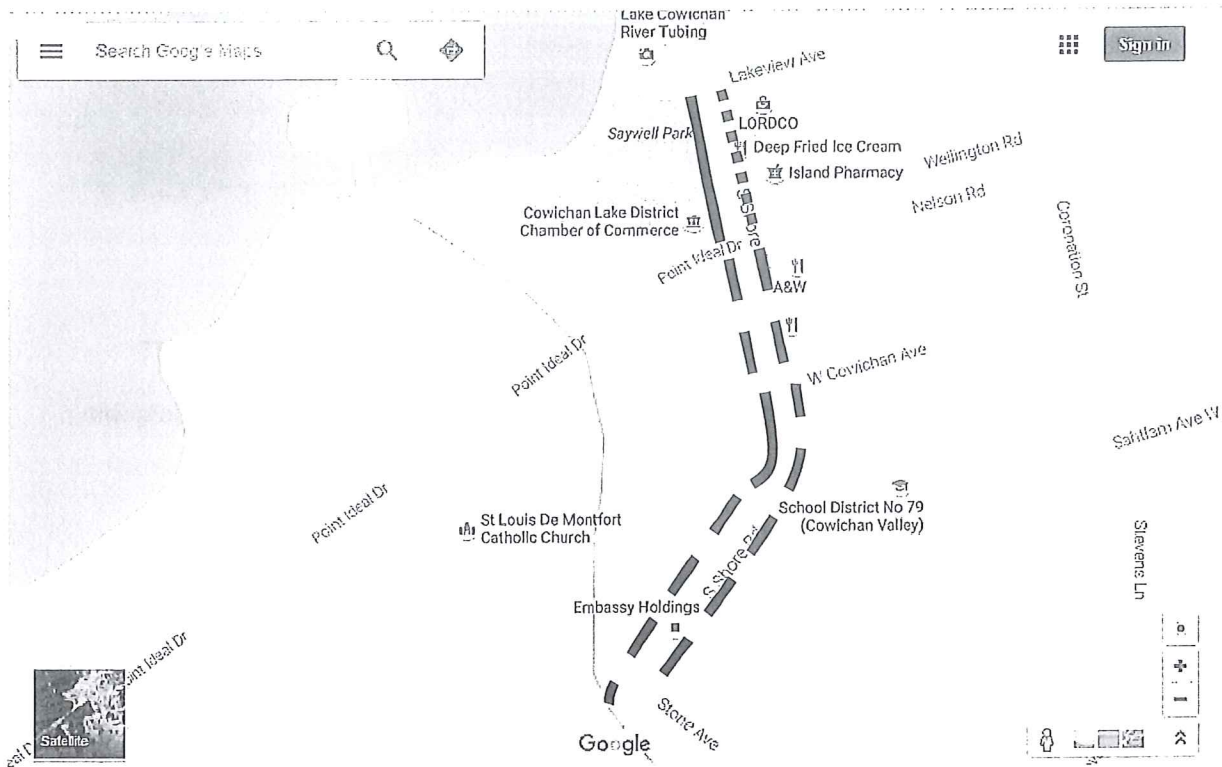 Lake Cowichan
River Tubing
Search Google Maps
Sign in
Lakeview Ave
LORDCO
Saywell Park
Deep Fried Ice Cream
Wellington Rd
Island Pharmacy
Nelson Rd
Cowichan Lake District
Chamber of Commerce
S Shore
Coronation St
Point Ideal Dr
A&W
Point Ideal Dr
W Cowichan Ave
Sahtlam Ave W
Point Ideal Dr
School District No 79
(Cowichan Valley)
St Louis De Montfort
Catholic Church
S Shore Rd
Stevens Ln
Embassy Holdings
Point Ideal Dr
Stone Ave
Satellite
Google